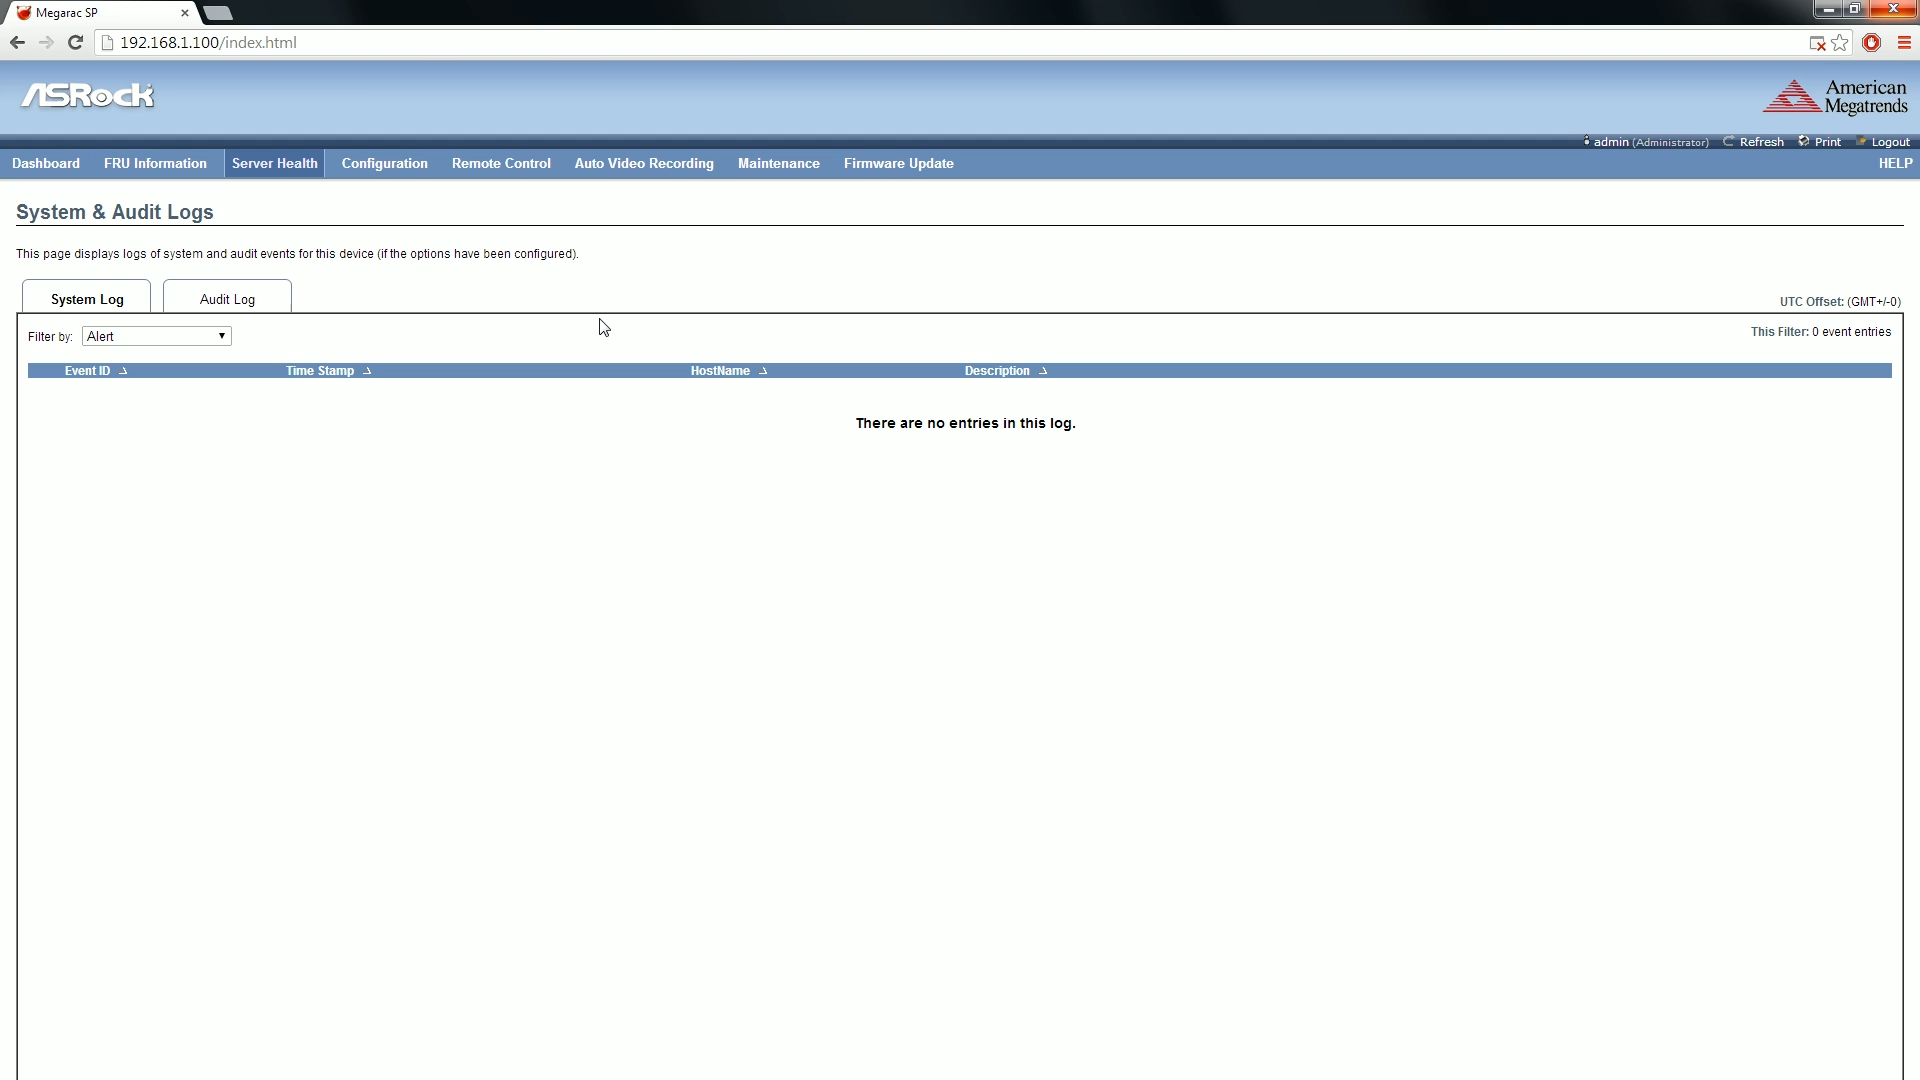 Megarac SP
192.168.1.100/index.html
ASRock
American
Megatrends
admin (Administrator) Refresh Print Logout
Dashboard FRU Information Server Health Configuration Remote Control Auto Video Recording Maintenance Firmware Update HELP
System & Audit Logs
This page displays logs of system and audit events for this device (if the options have been configured).
System Log Audit Log
UTC Offset: (GMT+/-0)
Filter by: Alert
This Filter: 0 event entries
Event ID Time Stamp HostName Description
There are no entries in this log.